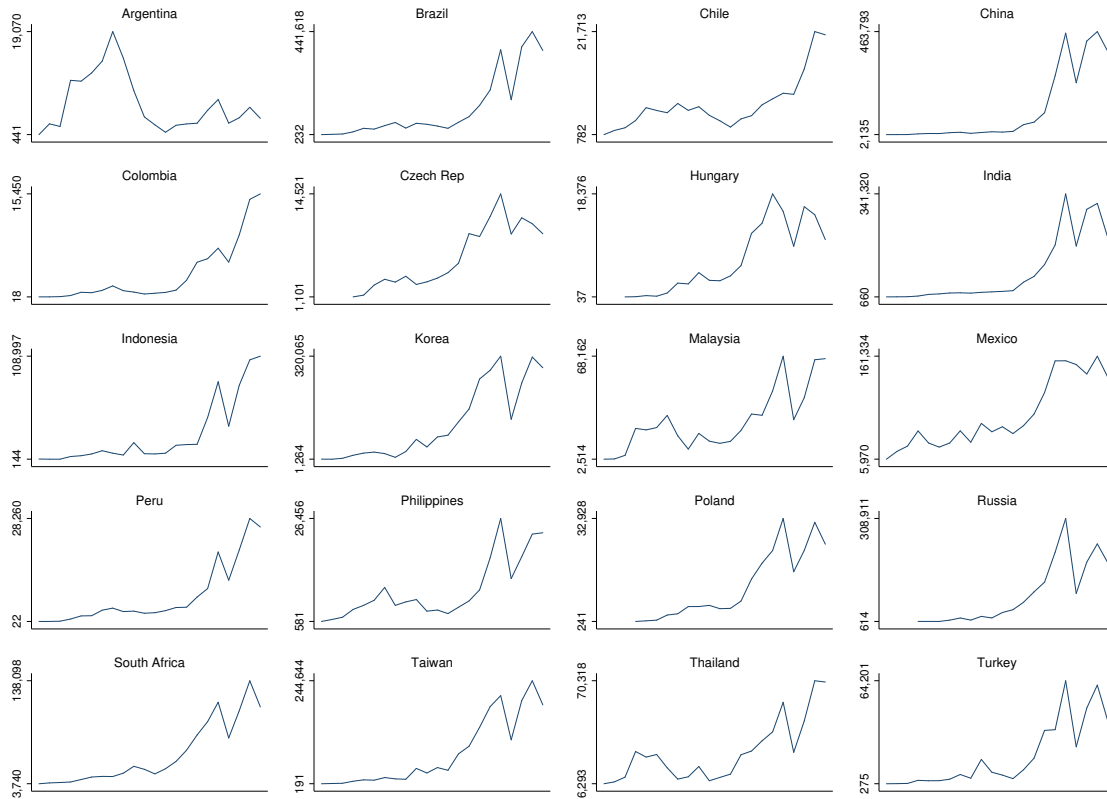 Argentina
19,070
441
Brazil
441,618
232
Chile
21,713
782
China
463,793
2,135
Colombia
15,450
18
Czech Rep
14,521
1,101
Hungary
18,376
37
India
341,320
660
Indonesia
108,997
144
Korea
320,065
1,264
Malaysia
68,162
2,514
Mexico
161,334
5,970
Peru
28,260
22
Philippines
26,456
581
Poland
32,928
241
Russia
308,911
614
South Africa
138,098
3,740
Taiwan
244,644
191
Thailand
70,318
6,293
Turkey
64,201
275